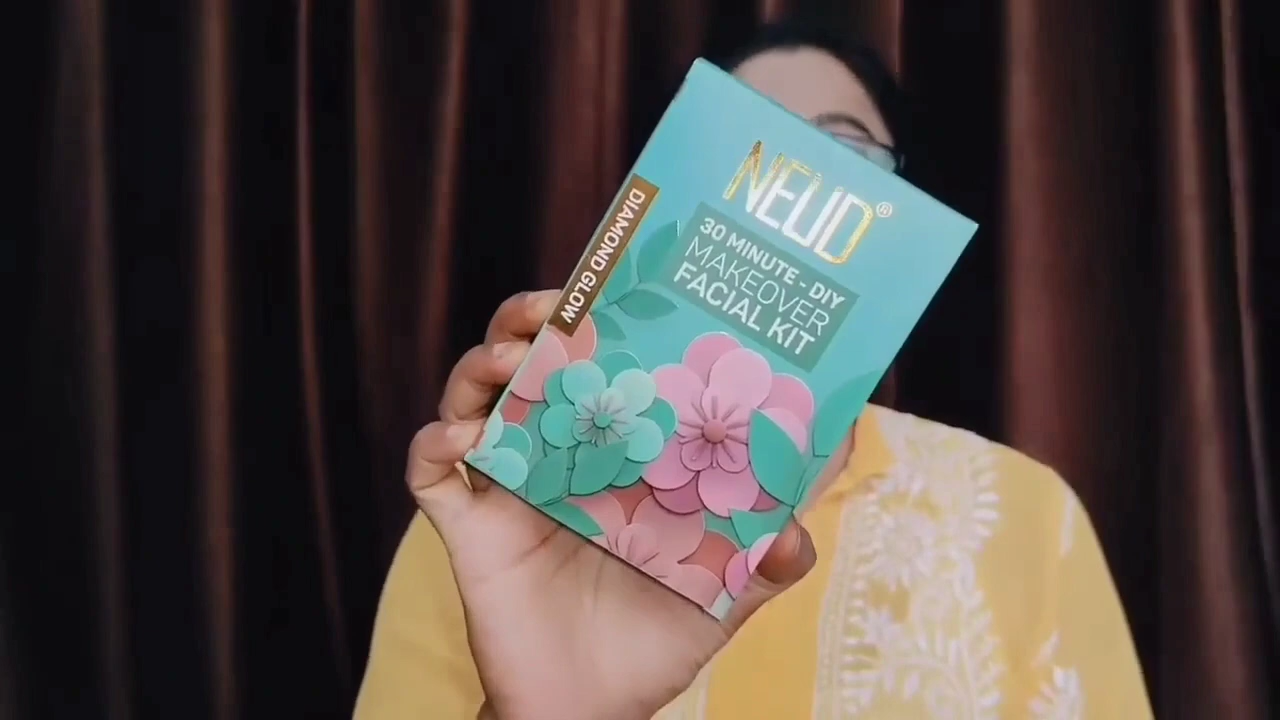 NEUD®
30 MINUTE - DIY
MAKEOVER
FACIAL KIT
DIAMOND GLOW